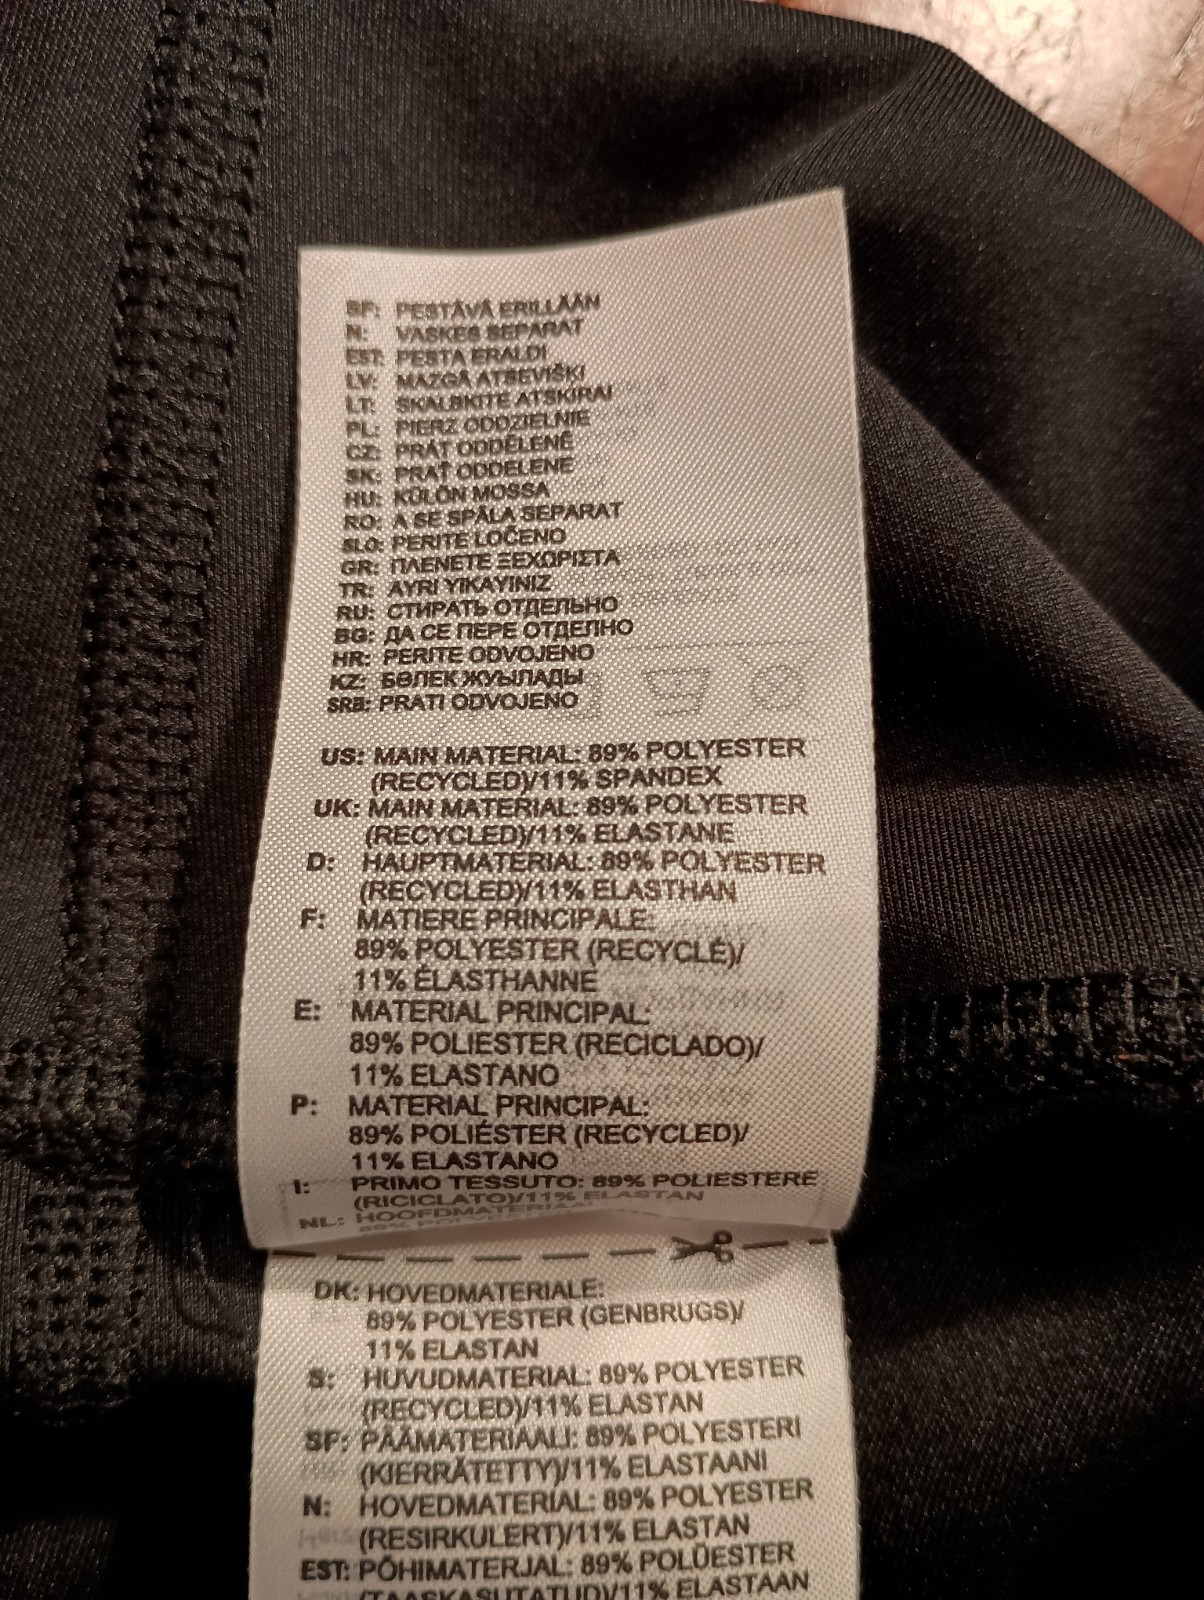 SF: PESTÄVÄ ERILLÄÄN
N: VASKES SEPARAT
EST: PESTA ERALDI
LV: MAZGĀ ATSEVIŠĶI
LT: SKALBKITE ATSKIRAI
PL: PIERZ ODDZIELNIE
CZ: PRÁT ODDĚLENĚ
SK: PRAŤ ODDELENE
HU: KÜLÖN MOSSA
RO: A SE SPĂLA SEPARAT
SLO: PERITE LOČENO
GR: ΠΛΕΝΕΤΕ ΞΕΧΩΡΙΣΤΑ
TR: AYRI YIKAYINIZ
RU: СТИРАТЬ ОТДЕЛЬНО
BG: ДА СЕ ПЕРЕ ОТДЕЛНО
HR: PERITE ODVOJENO
KZ: БӨЛЕК ЖУЫЛАДЫ
SRB: PRATI ODVOJENO
US: MAIN MATERIAL: 89% POLYESTER
(RECYCLED)/11% SPANDEX
UK: MAIN MATERIAL: 89% POLYESTER
(RECYCLED)/11% ELASTANE
D: HAUPTMATERIAL: 89% POLYESTER
(RECYCLED)/11% ELASTHAN
F: MATIERE PRINCIPALE:
89% POLYESTER (RECYCLÉ)/
11% ÉLASTHANNE
E: MATERIAL PRINCIPAL:
89% POLIESTER (RECICLADO)/
11% ELASTANO
P: MATERIAL PRINCIPAL:
89% POLIÉSTER (RECYCLED)/
11% ELASTANO
I: PRIMO TESSUTO: 89% POLIESTERE
(RICICLATO)/11% ELASTAN
NL: HOOFDMATERIAAL:
DK: HOVEDMATERIALE:
89% POLYESTER (GENBRUGS)/
11% ELASTAN
S: HUVUDMATERIAL: 89% POLYESTER
(RECYCLED)/11% ELASTAN
SF: PÄÄMATERIAALI: 89% POLYESTERI
(KIERRÄTETTY)/11% ELASTAANI
N: HOVEDMATERIAL: 89% POLYESTER
(RESIRKULERT)/11% ELASTAN
EST: PÕHIMATERJAL: 89% POLÜESTER
(TAASKASUTATUD)/11% ELASTAAN